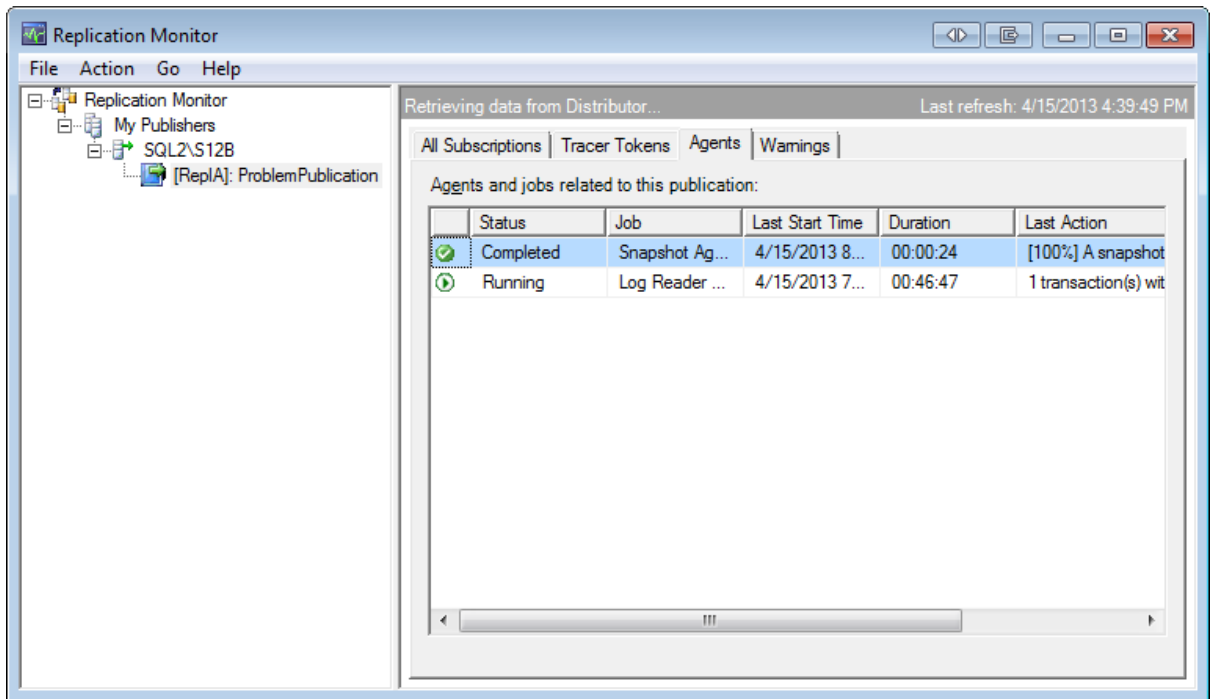 Replication Monitor
File Action Go Help
Replication Monitor
My Publishers
SQL2\S12B
[ReplA]: ProblemPublication
Retrieving data from Distributor... Last refresh: 4/15/2013 4:39:49 PM
All Subscriptions Tracer Tokens Agents Warnings
Agents and jobs related to this publication:
Status Job Last Start Time Duration Last Action
Completed Snapshot Ag... 4/15/2013 8... 00:00:24 [100%] A snapshot
Running Log Reader ... 4/15/2013 7... 00:46:47 1 transaction(s) wit